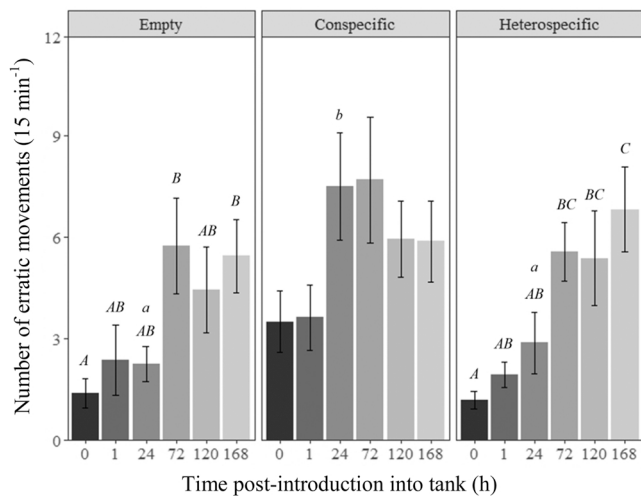 Empty Conspecific Heterospecific
Number of erratic movements (15 min⁻¹)
12
9
6
3
0
A AB a AB B AB B
b
A AB a AB BC BC C
0 1 24 72 120 168 0 1 24 72 120 168 0 1 24 72 120 168
Time post-introduction into tank (h)